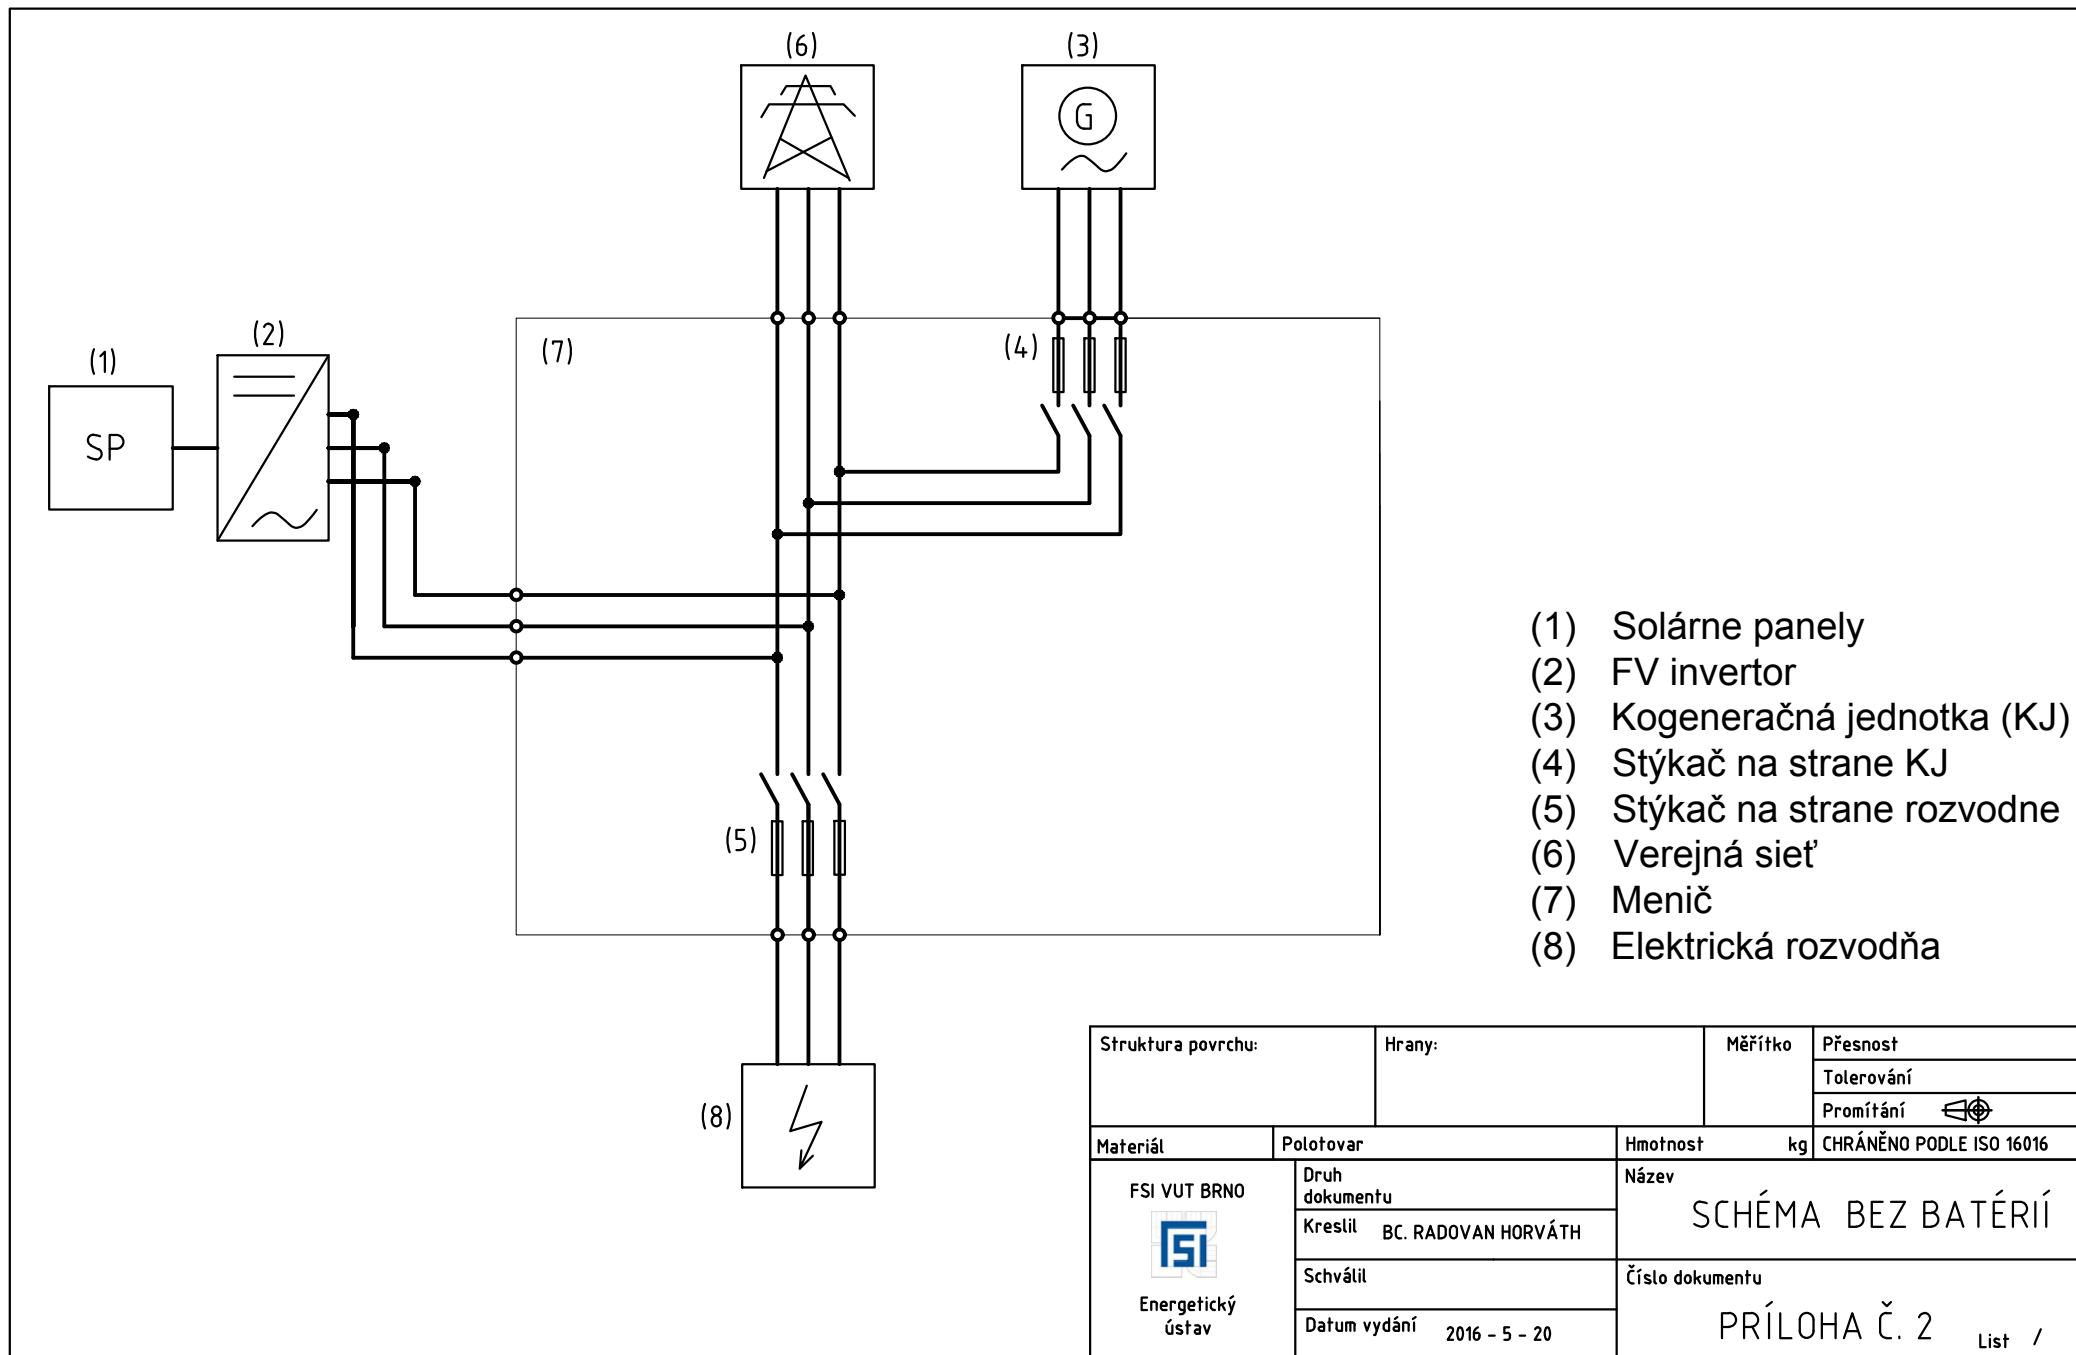 (6)
(3)
G
(7)
(4)
(2)
(1)
SP
(5)
(8)
(1) Solárne panely
(2) FV invertor
(3) Kogeneračná jednotka (KJ)
(4) Stýkač na strane KJ
(5) Stýkač na strane rozvodne
(6) Verejná sieť
(7) Menič
(8) Elektrická rozvodňa
Struktura povrchu:
Hrany:
Měřítko
Přesnost
Tolerování
Promítání
Materiál
Polotovar
Hmotnost kg
CHRÁNĚNO PODLE ISO 16016
FSI VUT BRNO
FSI
Energetický
ústav
Druh
dokumentu
Kreslil BC. RADOVAN HORVÁTH
Schválil
Datum vydání 2016 - 5 - 20
Název
SCHÉMA BEZ BATÉRIÍ
Číslo dokumentu
PRÍLOHA Č. 2
List /